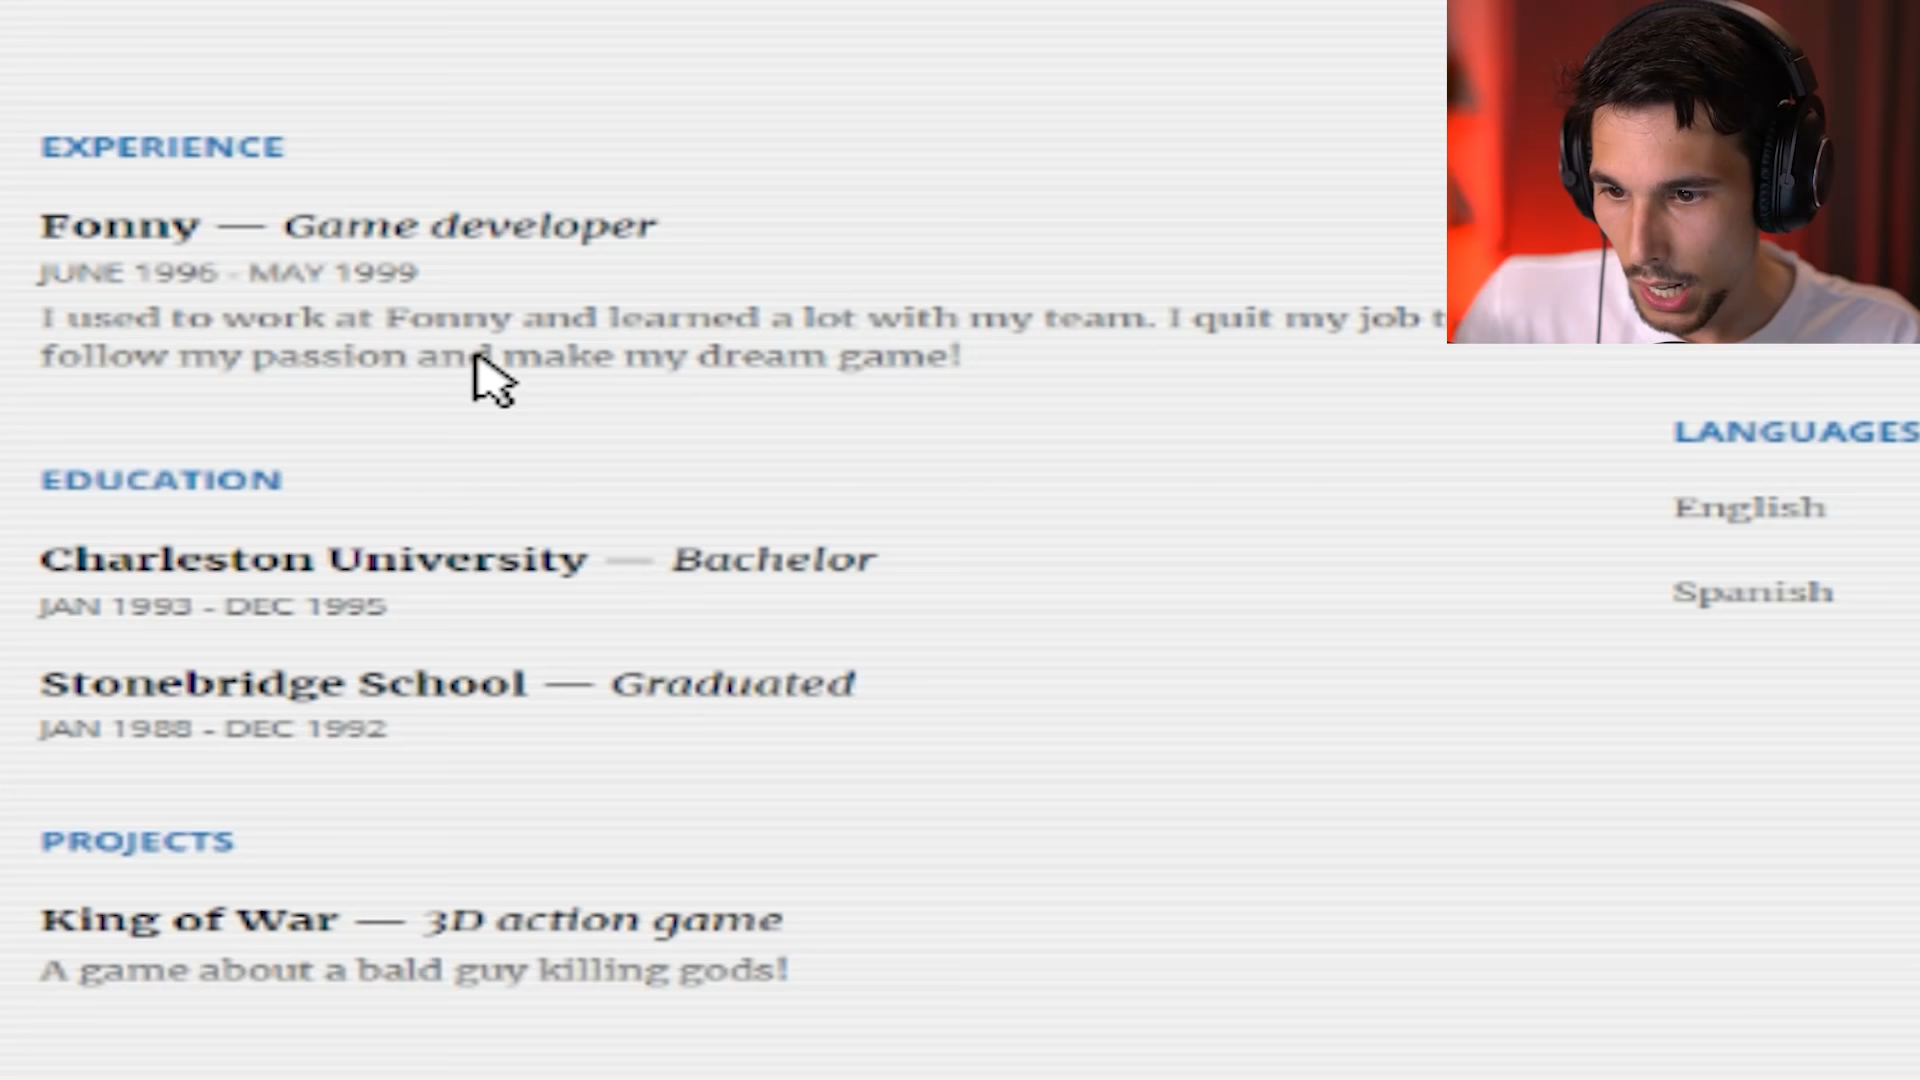 EXPERIENCE
Fonny — Game developer
JUNE 1996 - MAY 1999
I used to work at Fonny and learned a lot with my team. I quit my job t
follow my passion and make my dream game!
EDUCATION
Charleston University — Bachelor
JAN 1993 - DEC 1995
Stonebridge School — Graduated
JAN 1988 - DEC 1992
PROJECTS
King of War — 3D action game
A game about a bald guy killing gods!
LANGUAGES
English
Spanish